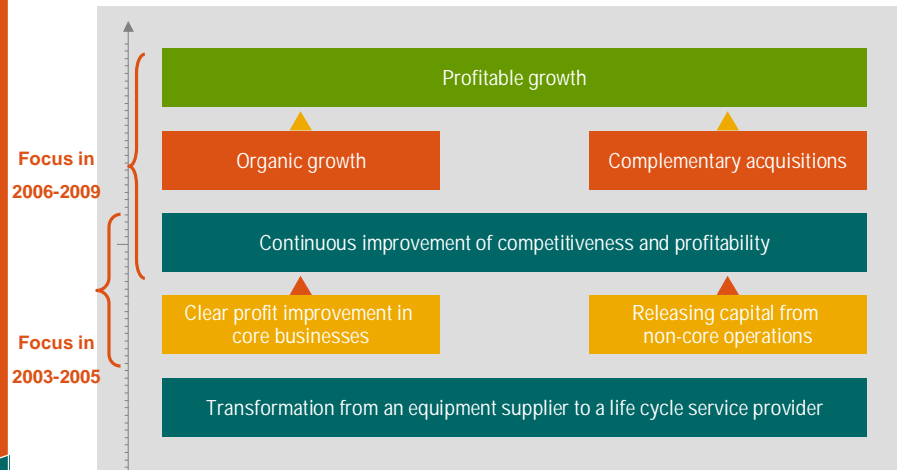 Profitable growth
Organic growth
Complementary acquisitions
Focus in
2006-2009
Continuous improvement of competitiveness and profitability
Clear profit improvement in
core businesses
Releasing capital from
non-core operations
Focus in
2003-2005
Transformation from an equipment supplier to a life cycle service provider